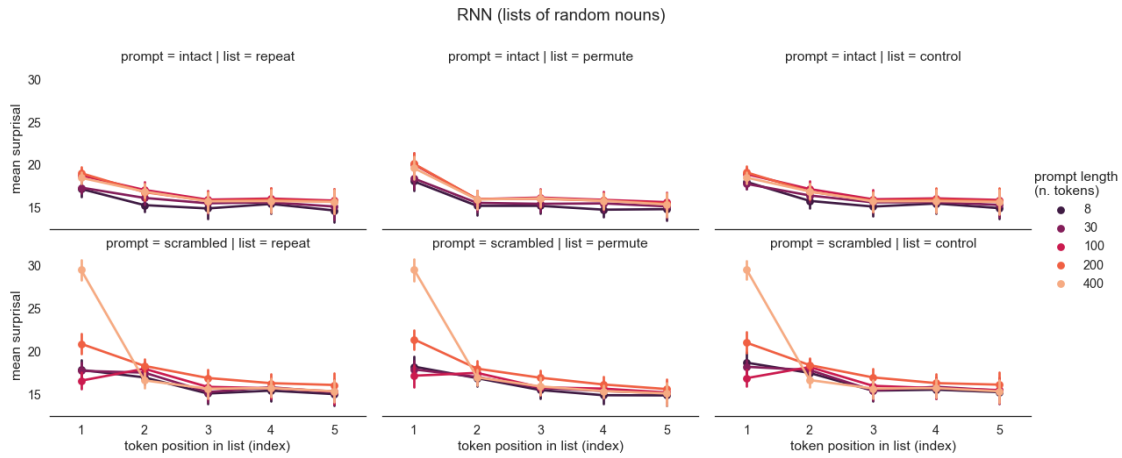 RNN (lists of random nouns)
prompt = intact | list = repeat
prompt = intact | list = permute
prompt = intact | list = control
mean surprisal
30
25
20
15
prompt = scrambled | list = repeat
prompt = scrambled | list = permute
prompt = scrambled | list = control
mean surprisal
30
25
20
15
1 2 3 4 5
token position in list (index)
1 2 3 4 5
token position in list (index)
1 2 3 4 5
token position in list (index)
prompt length
(n. tokens)
8
30
100
200
400